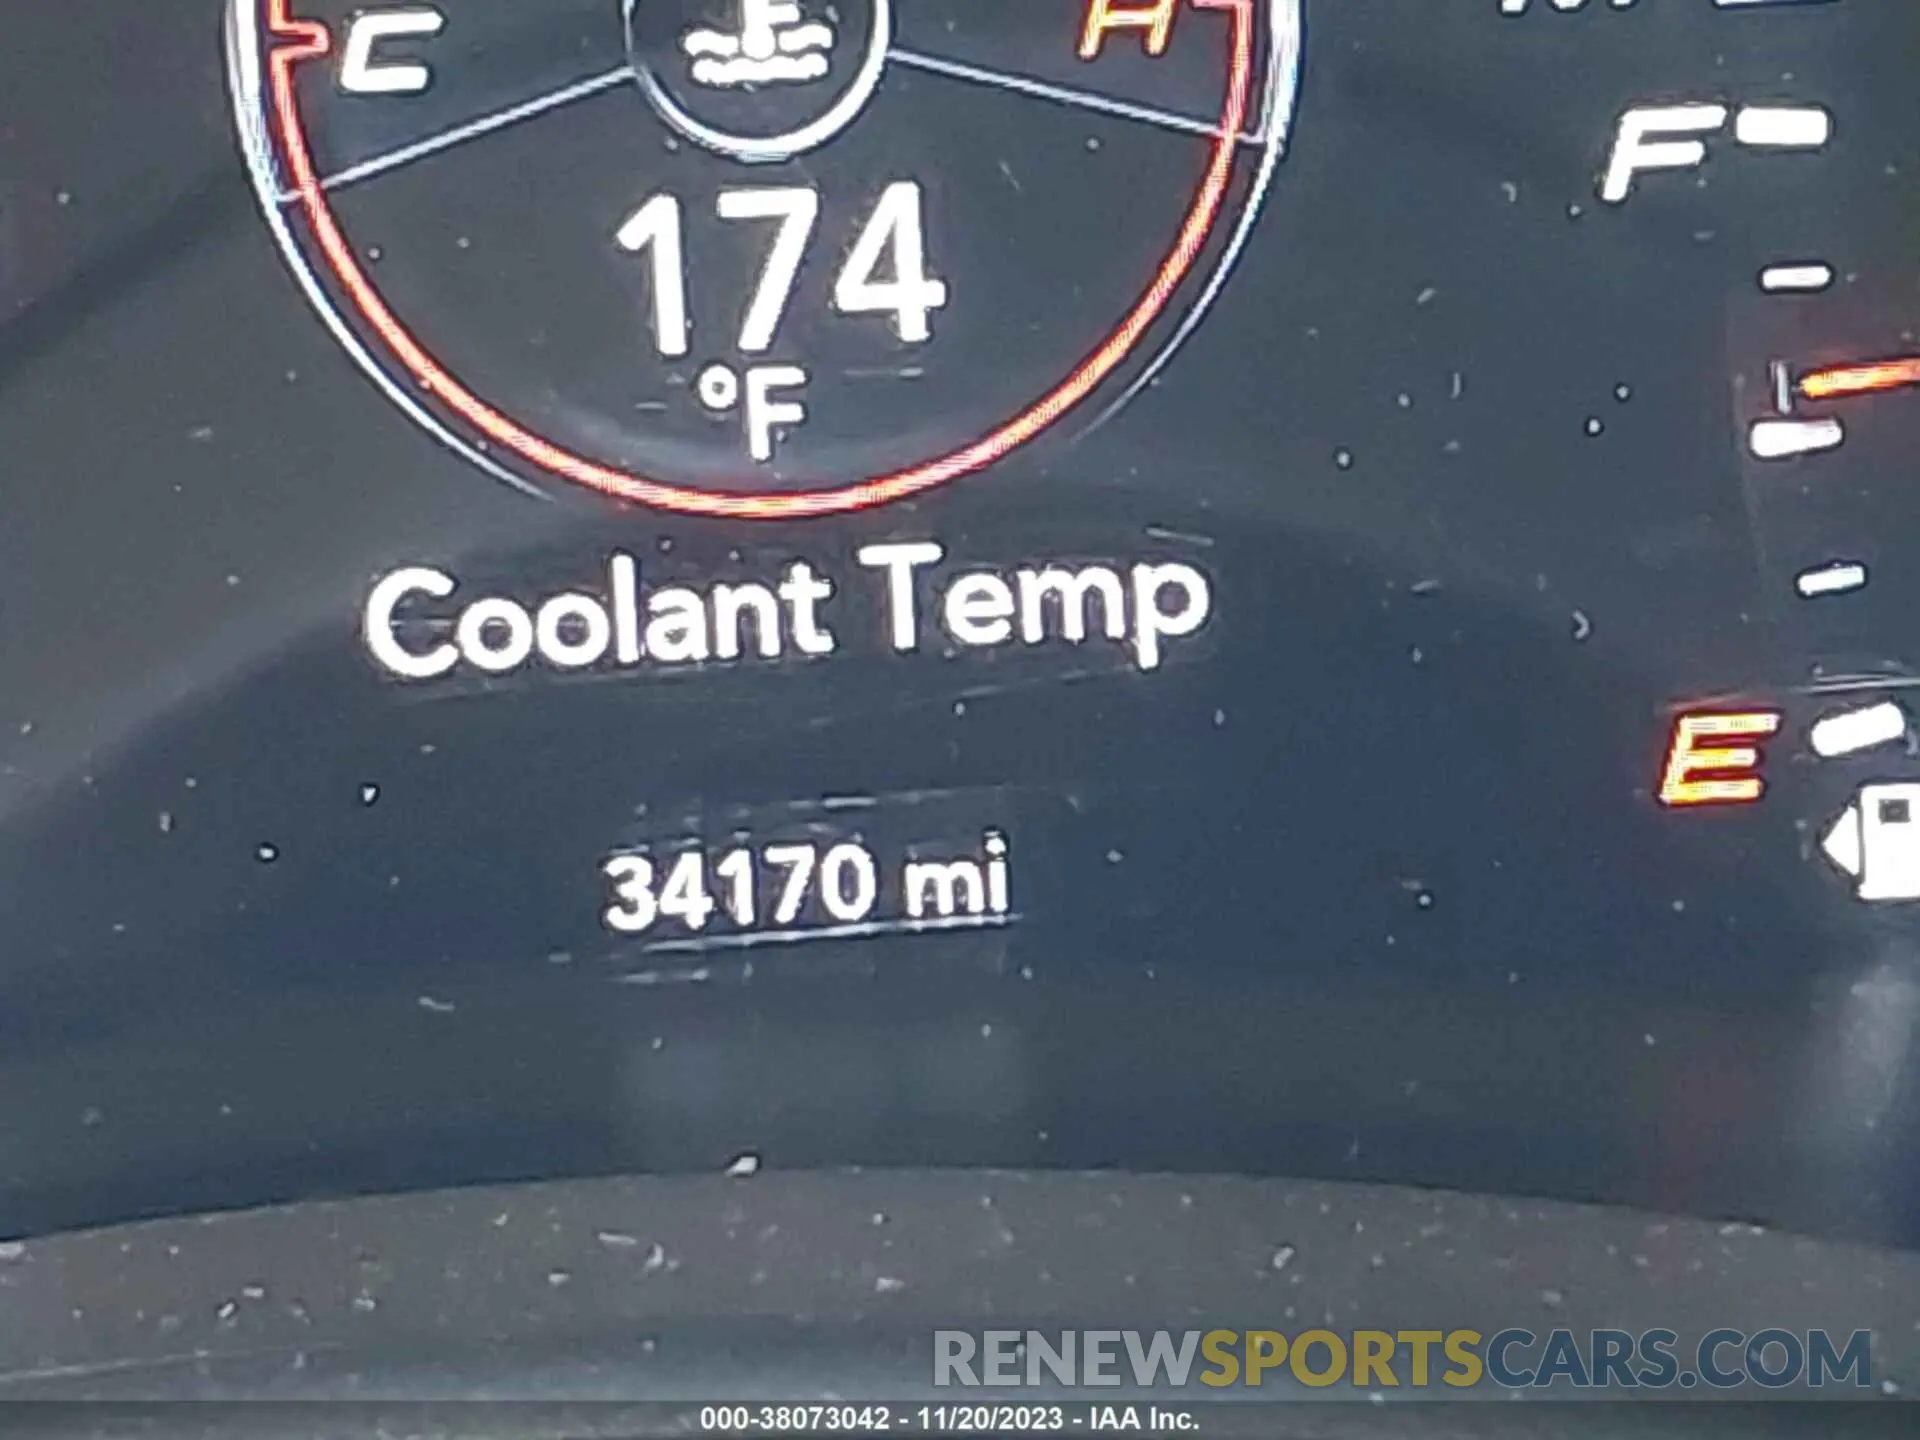 C
H
F
174
°F
Coolant Temp
E
34170 mi
RENEWSPORTSCARS.COM
000-38073042 - 11/20/2023 - IAA Inc.